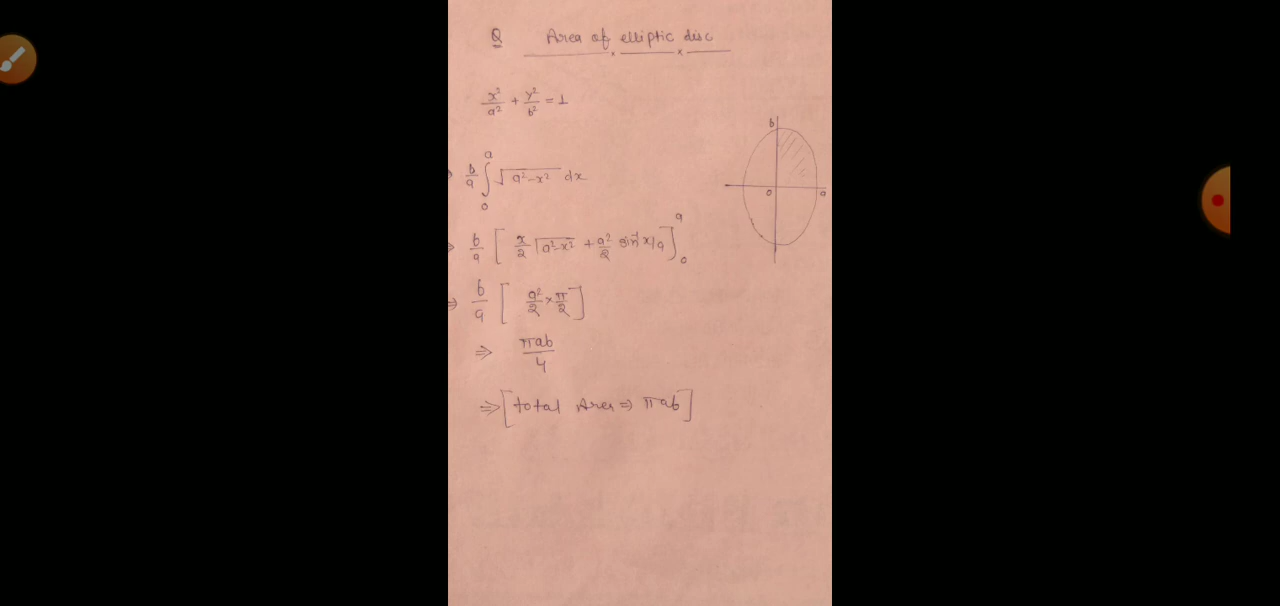 Q Area of elliptic disc
x²/a² + y²/b² = 1
b
o
a
b/a ∫₀ᵃ √(a²-x²) dx
⇒ b/a [ x/2 √(a²-x²) + a²/2 sin⁻¹ x/a ]₀ᵃ
⇒ b/a [ a²/2 × π/2 ]
⇒ πab/4
⇒ [total Area ⇒ πab]